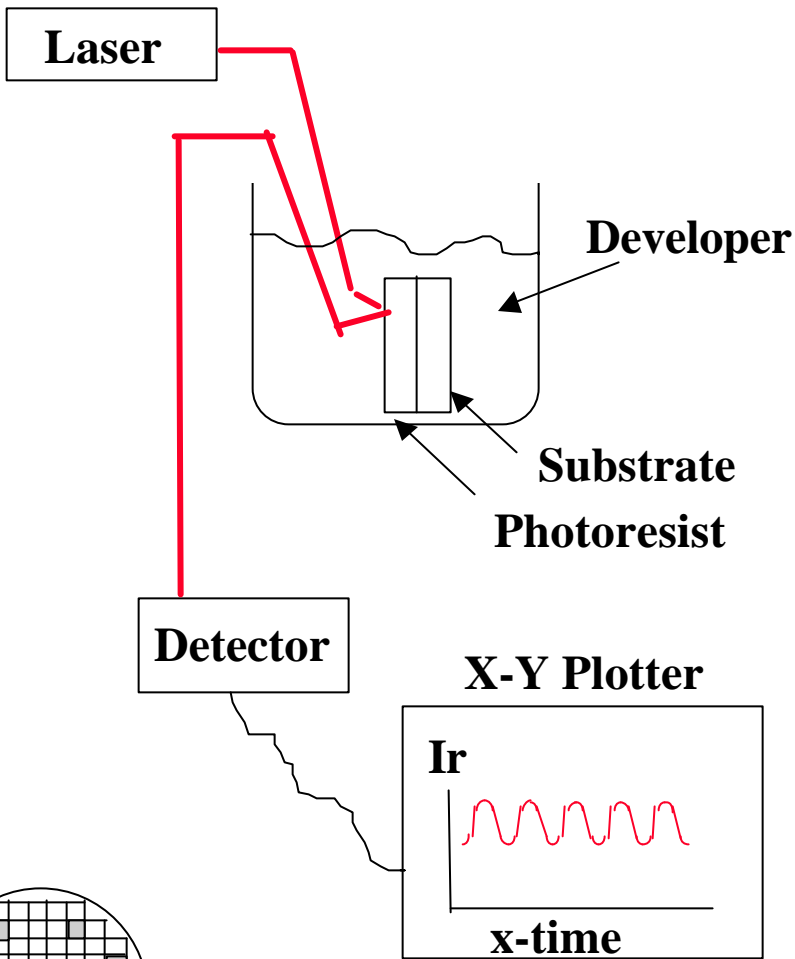 Laser
Developer
Substrate
Photoresist
Detector
X-Y Plotter
Ir
x-time